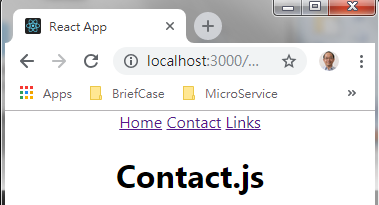 React App
localhost:3000/...
Apps BriefCase MicroService »
Home Contact Links
Contact.js